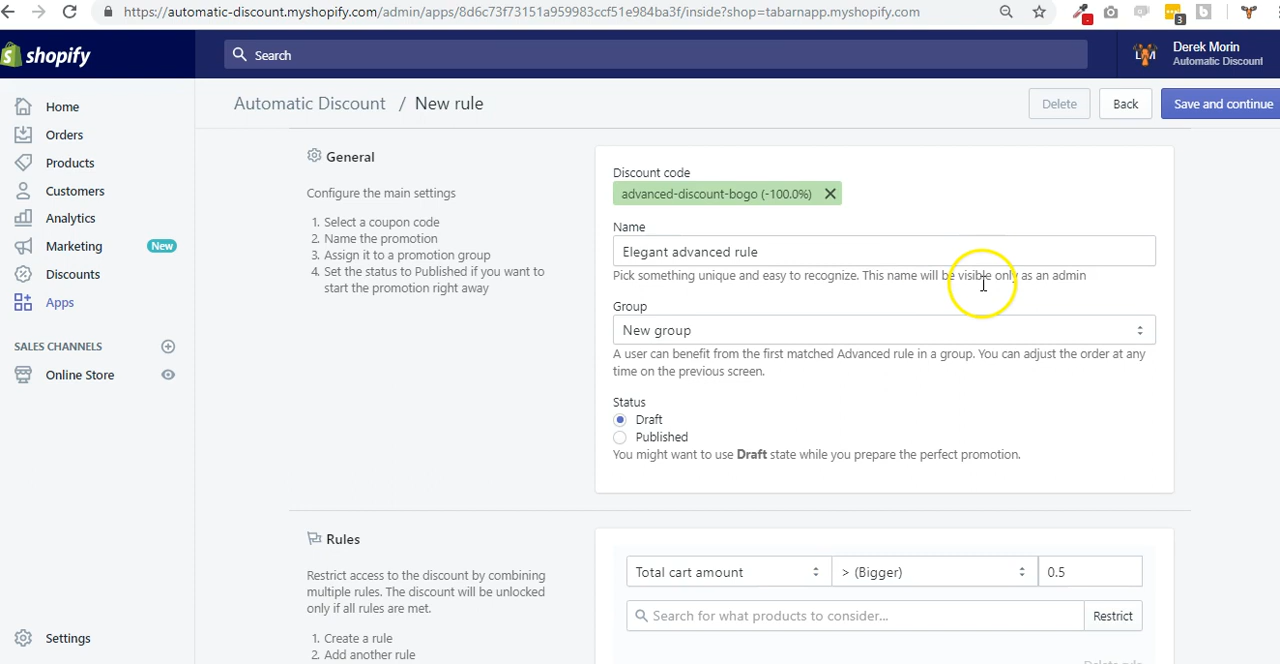 https://automatic-discount.myshopify.com/admin/apps/8d6c73f73151a959983ccf51e984ba3f/inside?shop=tabarnapp.myshopify.com
3
shopify
Search
Derek Morin
Automatic Discount
Automatic Discount / New rule
Delete
Back
Save and continue
Home
Orders
Products
Customers
Analytics
Marketing
New
Discounts
Apps
SALES CHANNELS
Online Store
Settings
General
Configure the main settings
1. Select a coupon code
2. Name the promotion
3. Assign it to a promotion group
4. Set the status to Published if you want to
start the promotion right away
Discount code
advanced-discount-bogo (-100.0%)
Name
Elegant advanced rule
Pick something unique and easy to recognize. This name will be visible only as an admin
Group
New group
A user can benefit from the first matched Advanced rule in a group. You can adjust the order at any
time on the previous screen.
Status
Draft
Published
You might want to use Draft state while you prepare the perfect promotion.
Rules
Restrict access to the discount by combining
multiple rules. The discount will be unlocked
only if all rules are met.
1. Create a rule
2. Add another rule
Total cart amount
> (Bigger)
0.5
Search for what products to consider...
Restrict
Delete rule